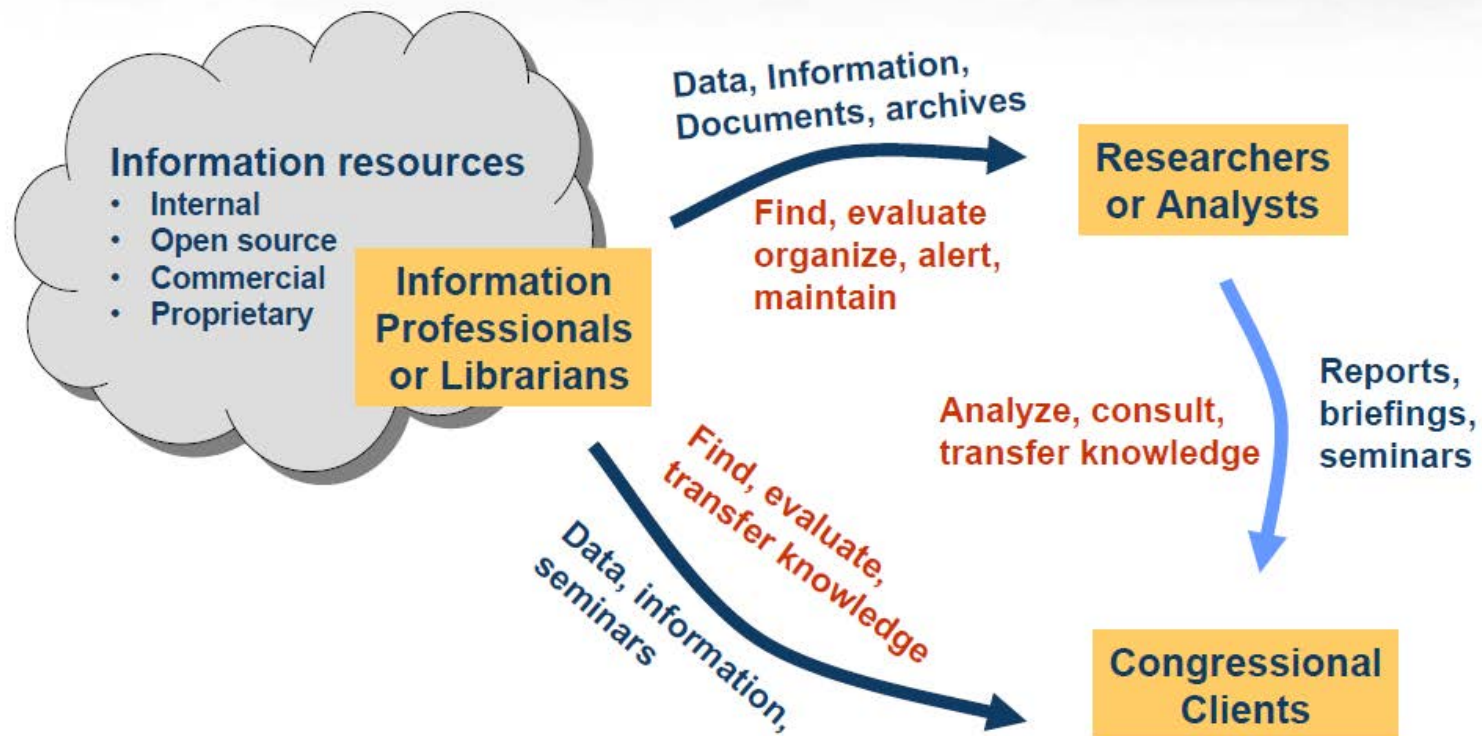 Information resources
• Internal
• Open source
• Commercial
• Proprietary
Information
Professionals
or Librarians
Data, Information,
Documents, archives
Find, evaluate
organize, alert,
maintain
Researchers
or Analysts
Analyze, consult,
transfer knowledge
Reports,
briefings,
seminars
Find, evaluate,
transfer knowledge
Data, information,
seminars
Congressional
Clients